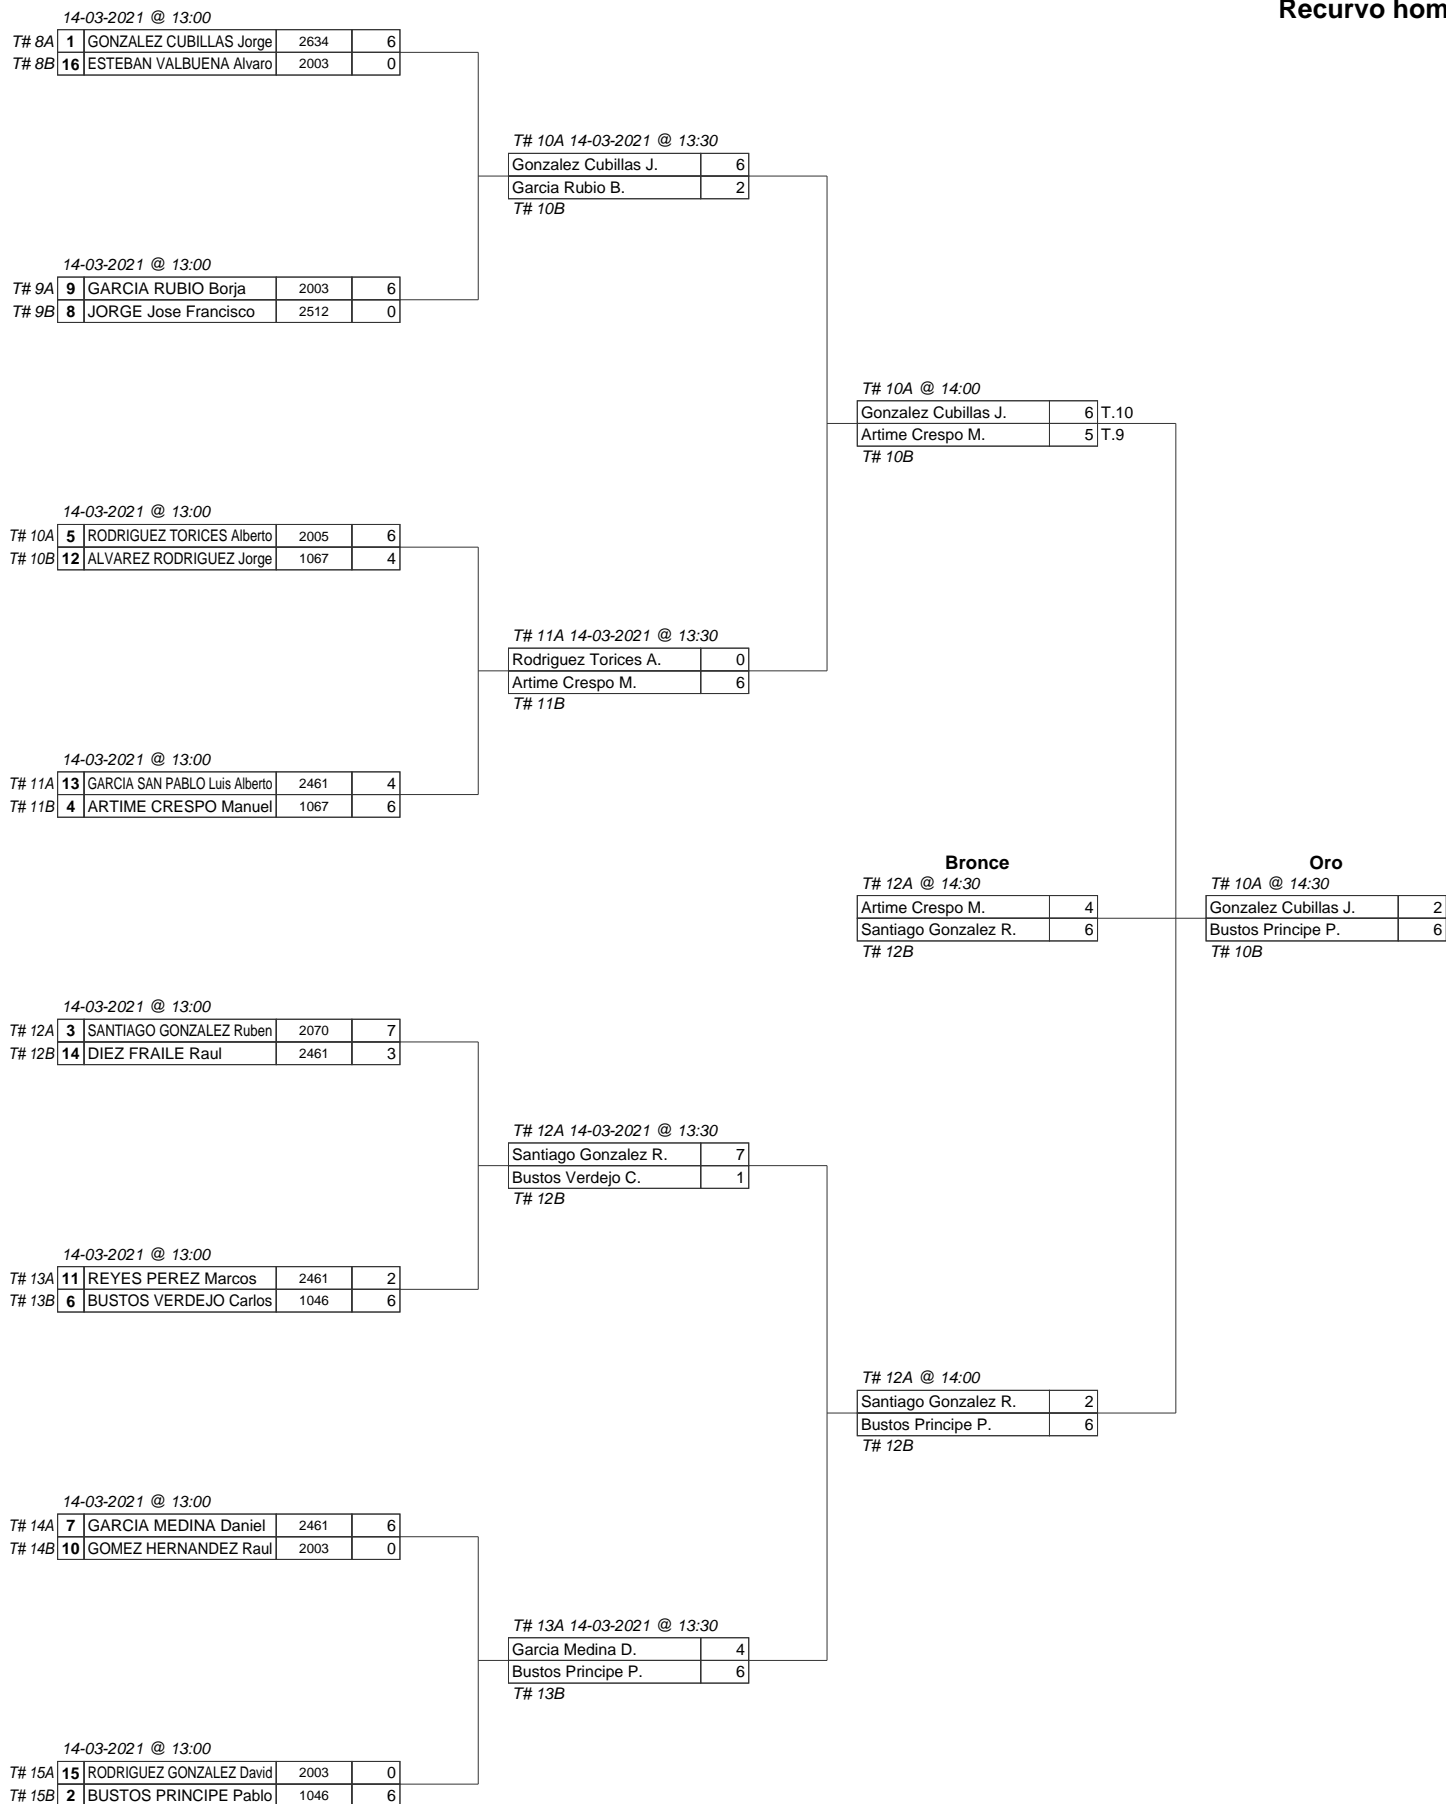 Recurvo hom
14-03-2021 @ 13:00
T# 8A 1 GONZALEZ CUBILLAS Jorge 2634 6
T# 8B 16 ESTEBAN VALBUENA Alvaro 2003 0
T# 10A 14-03-2021 @ 13:30
Gonzalez Cubillas J. 6
Garcia Rubio B. 2
T# 10B
14-03-2021 @ 13:00
T# 9A 9 GARCIA RUBIO Borja 2003 6
T# 9B 8 JORGE Jose Francisco 2512 0
T# 10A @ 14:00
Gonzalez Cubillas J. 6 T.10
Artime Crespo M. 5 T.9
T# 10B
14-03-2021 @ 13:00
T# 10A 5 RODRIGUEZ TORICES Alberto 2005 6
T# 10B 12 ALVAREZ RODRIGUEZ Jorge 1067 4
T# 11A 14-03-2021 @ 13:30
Rodriguez Torices A. 0
Artime Crespo M. 6
T# 11B
14-03-2021 @ 13:00
T# 11A 13 GARCIA SAN PABLO Luis Alberto 2461 4
T# 11B 4 ARTIME CRESPO Manuel 1067 6
Bronce Oro
T# 12A @ 14:30 T# 10A @ 14:30
Artime Crespo M. 4 Gonzalez Cubillas J. 2
Santiago Gonzalez R. 6 Bustos Principe P. 6
T# 12B T# 10B
14-03-2021 @ 13:00
T# 12A 3 SANTIAGO GONZALEZ Ruben 2070 7
T# 12B 14 DIEZ FRAILE Raul 2461 3
T# 12A 14-03-2021 @ 13:30
Santiago Gonzalez R. 7
Bustos Verdejo C. 1
T# 12B
14-03-2021 @ 13:00
T# 13A 11 REYES PEREZ Marcos 2461 2
T# 13B 6 BUSTOS VERDEJO Carlos 1046 6
T# 12A @ 14:00
Santiago Gonzalez R. 2
Bustos Principe P. 6
T# 12B
14-03-2021 @ 13:00
T# 14A 7 GARCIA MEDINA Daniel 2461 6
T# 14B 10 GOMEZ HERNANDEZ Raul 2003 0
T# 13A 14-03-2021 @ 13:30
Garcia Medina D. 4
Bustos Principe P. 6
T# 13B
14-03-2021 @ 13:00
T# 15A 15 RODRIGUEZ GONZALEZ David 2003 0
T# 15B 2 BUSTOS PRINCIPE Pablo 1046 6